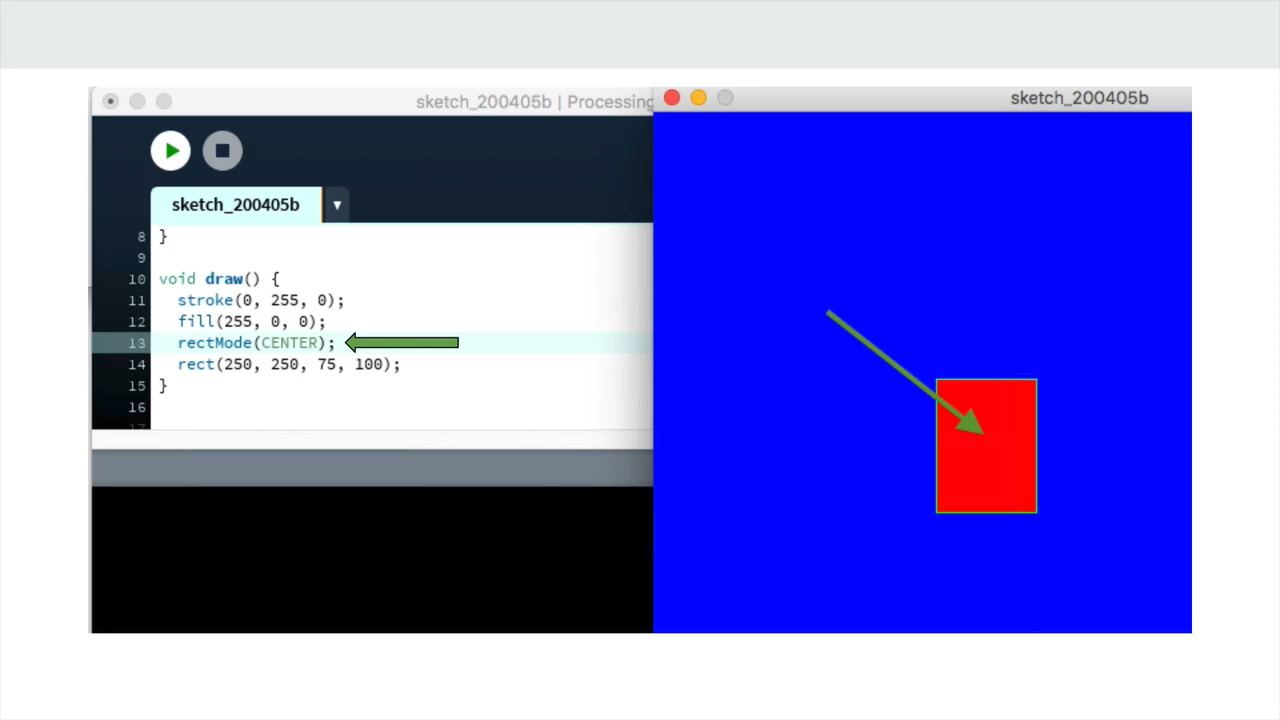 sketch_200405b | Processing
sketch_200405b
sketch_200405b
8 }
9
10 void draw() {
11 stroke(0, 255, 0);
12 fill(255, 0, 0);
13 rectMode(CENTER);
14 rect(250, 250, 75, 100);
15 }
16
17